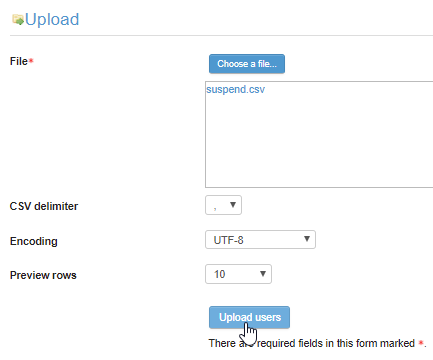 Upload
File*
Choose a file...
suspend.csv
CSV delimiter
,
Encoding
UTF-8
Preview rows
10
Upload users
There are required fields in this form marked *.